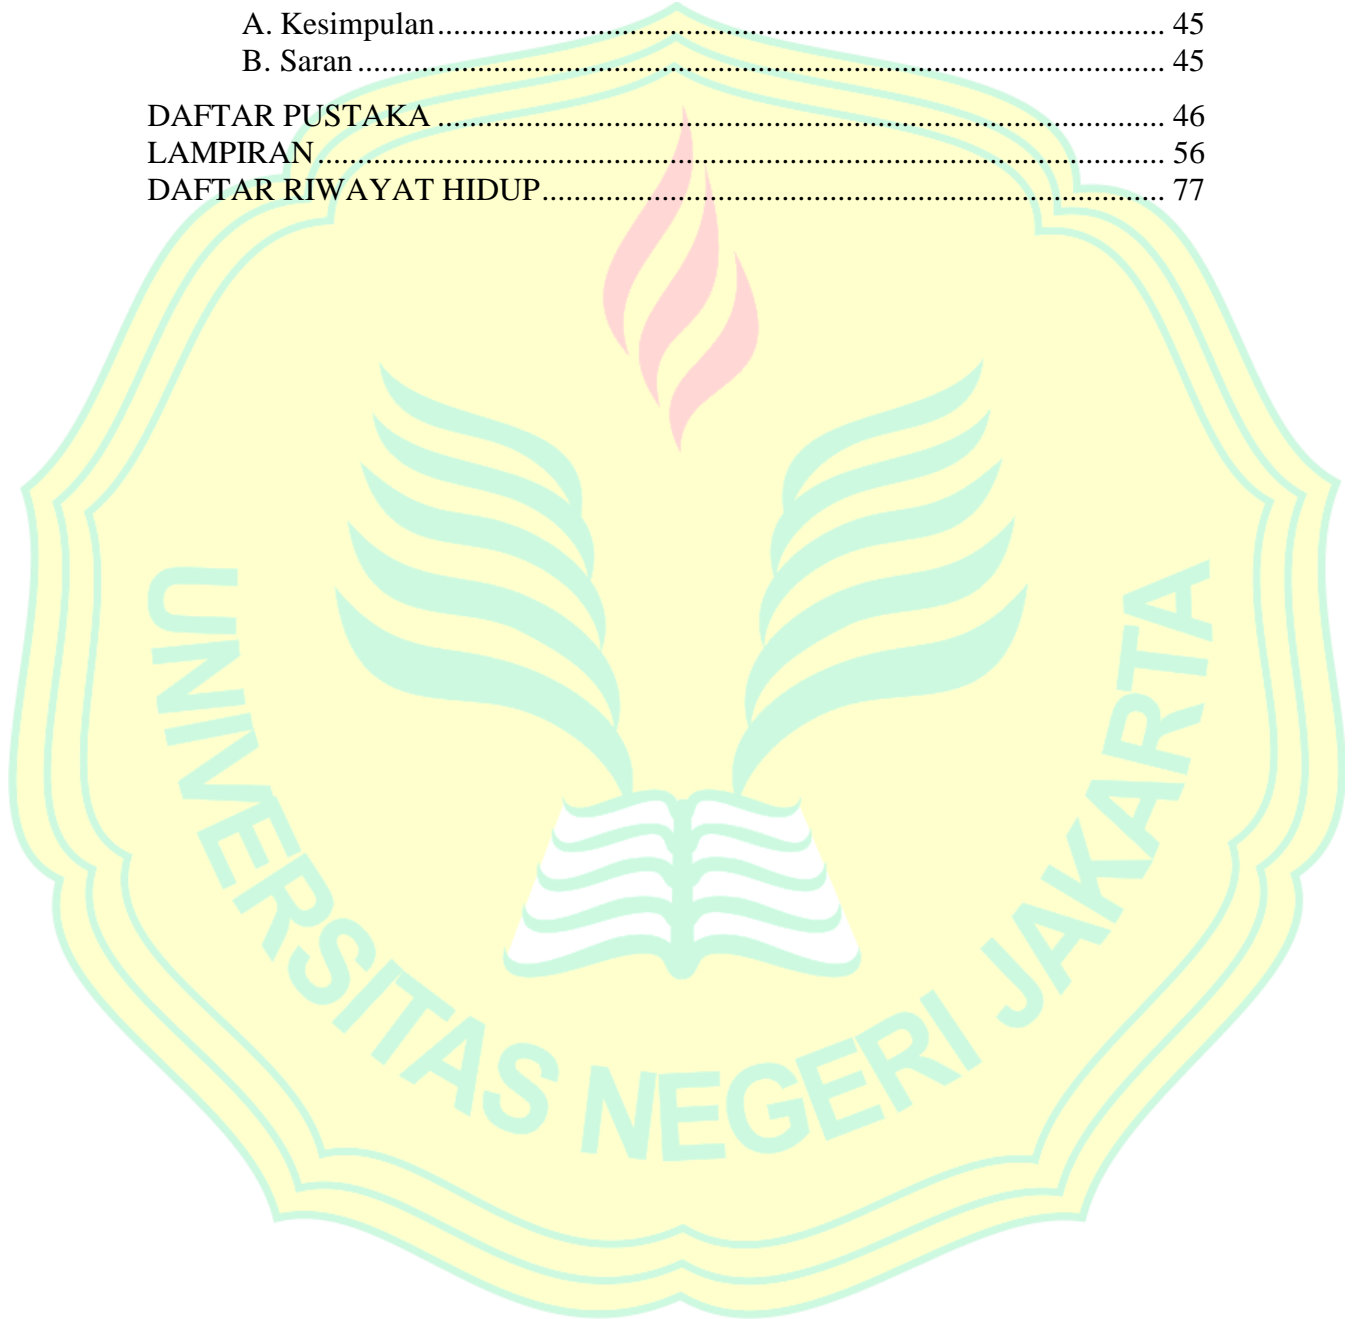 A. Kesimpulan............................................................................................ 45
B. Saran...................................................................................................... 45
DAFTAR PUSTAKA............................................................................................ 46
LAMPIRAN........................................................................................................... 56
DAFTAR RIWAYAT HIDUP............................................................................... 77
UNIVERSITAS NEGERI JAKARTA